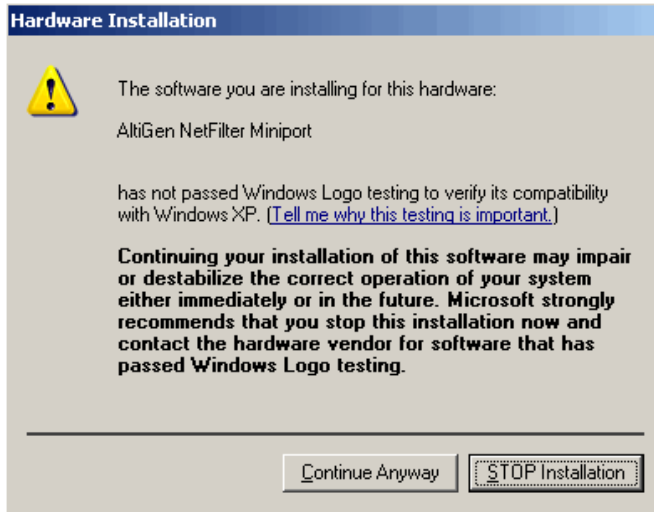 Hardware Installation
The software you are installing for this hardware:
AltiGen NetFilter Miniport
has not passed Windows Logo testing to verify its compatibility
with Windows XP. (Tell me why this testing is important.)
Continuing your installation of this software may impair
or destabilize the correct operation of your system
either immediately or in the future. Microsoft strongly
recommends that you stop this installation now and
contact the hardware vendor for software that has
passed Windows Logo testing.
Continue Anyway
STOP Installation